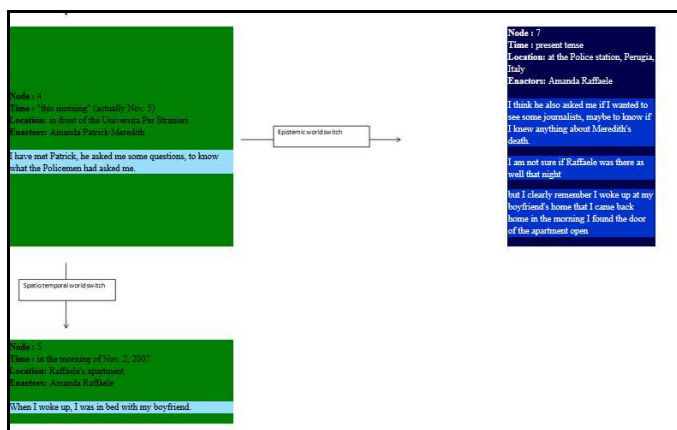 Node : 4
Time : "this morning" (actually Nov. 5)
Location: in front of the Universita Per Stranieri
Enactors: Amanda Patrick Meredith
I have met Patrick, he asked me some questions, to know
what the Policemen had asked me.
Epistemic world switch
Node : 7
Time : present tense
Location: at the Police station, Perugia,
Italy
Enactors: Amanda Raffaele
I think he also asked me if I wanted to
see some journalists, maybe to know if
I knew anything about Meredith's
death.
I am not sure if Raffaele was there as
well that night
but I clearly remember I woke up at my
boyfriend's home that I came back
home in the morning I found the door
of the apartment open
Spatio temporal world switch
Node : 5
Time : in the morning of Nov. 2, 2007
Location: Raffaele's apartment
Enactors: Amanda Raffaele
When I woke up, I was in bed with my boyfriend.